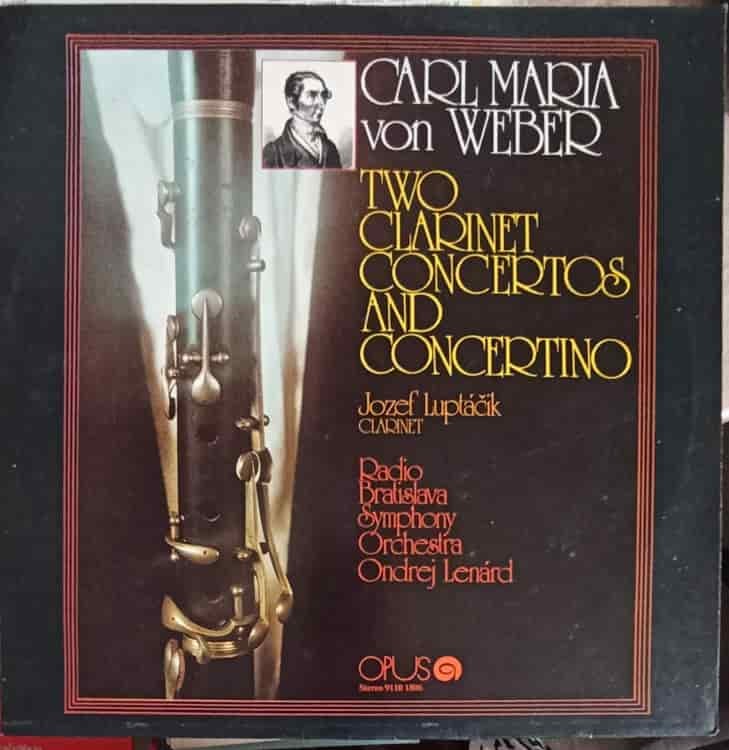 CARL MARIA
von WEBER
TWO
CLARINET
CONCERTOS
AND
CONCERTINO
Jozef Luptáčik
CLARINET
Radio
Bratislava
Symphony
Orchestra
Ondrej Lenárd
OPUS
Stereo 9110 1806